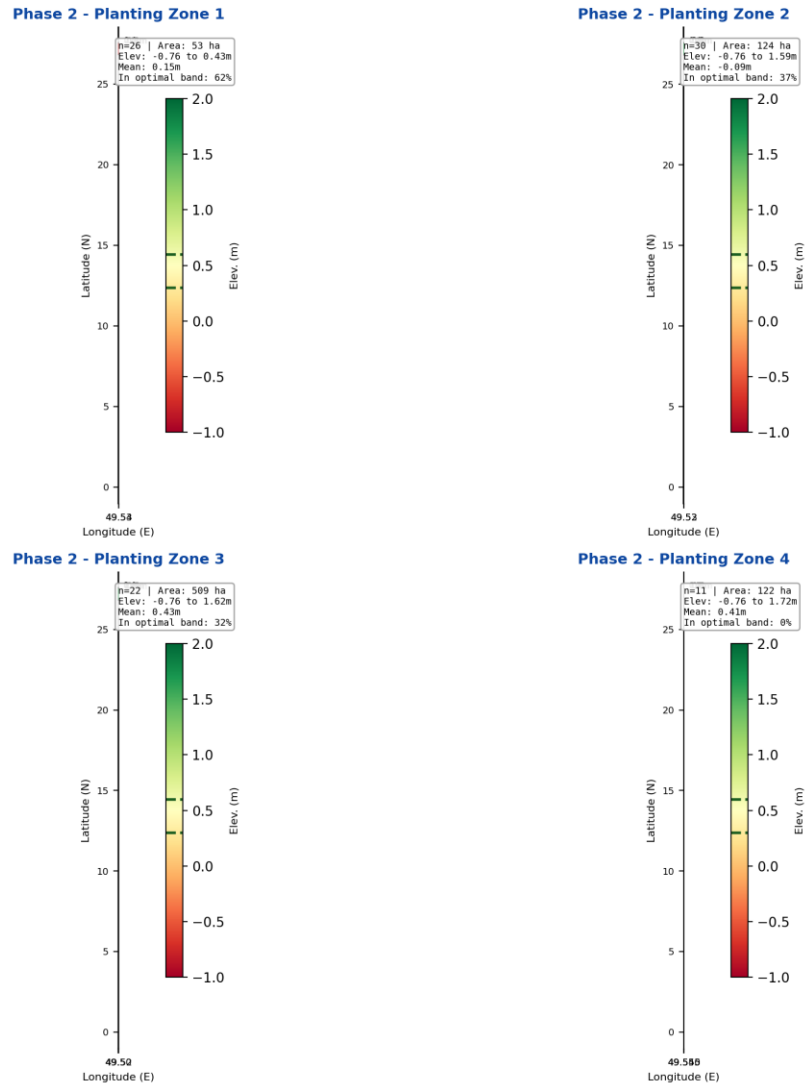 Phase 2 - Planting Zone 1
n=26 | Area: 53 ha
Elev: -0.76 to 0.43m
Mean: 0.15m
In optimal band: 62%
25
20
15
10
5
0
Latitude (N)
Longitude (E)
2.0
1.5
1.0
0.5
0.0
−0.5
−1.0
Elev. (m)
Phase 2 - Planting Zone 2
n=30 | Area: 124 ha
Elev: -0.76 to 1.59m
Mean: -0.09m
In optimal band: 37%
25
20
15
10
5
0
Latitude (N)
Longitude (E)
2.0
1.5
1.0
0.5
0.0
−0.5
−1.0
Elev. (m)
Phase 2 - Planting Zone 3
n=22 | Area: 509 ha
Elev: -0.76 to 1.62m
Mean: 0.43m
In optimal band: 32%
25
20
15
10
5
0
Latitude (N)
Longitude (E)
2.0
1.5
1.0
0.5
0.0
−0.5
−1.0
Elev. (m)
Phase 2 - Planting Zone 4
n=11 | Area: 122 ha
Elev: -0.76 to 1.72m
Mean: 0.41m
In optimal band: 0%
25
20
15
10
5
0
Latitude (N)
Longitude (E)
2.0
1.5
1.0
0.5
0.0
−0.5
−1.0
Elev. (m)